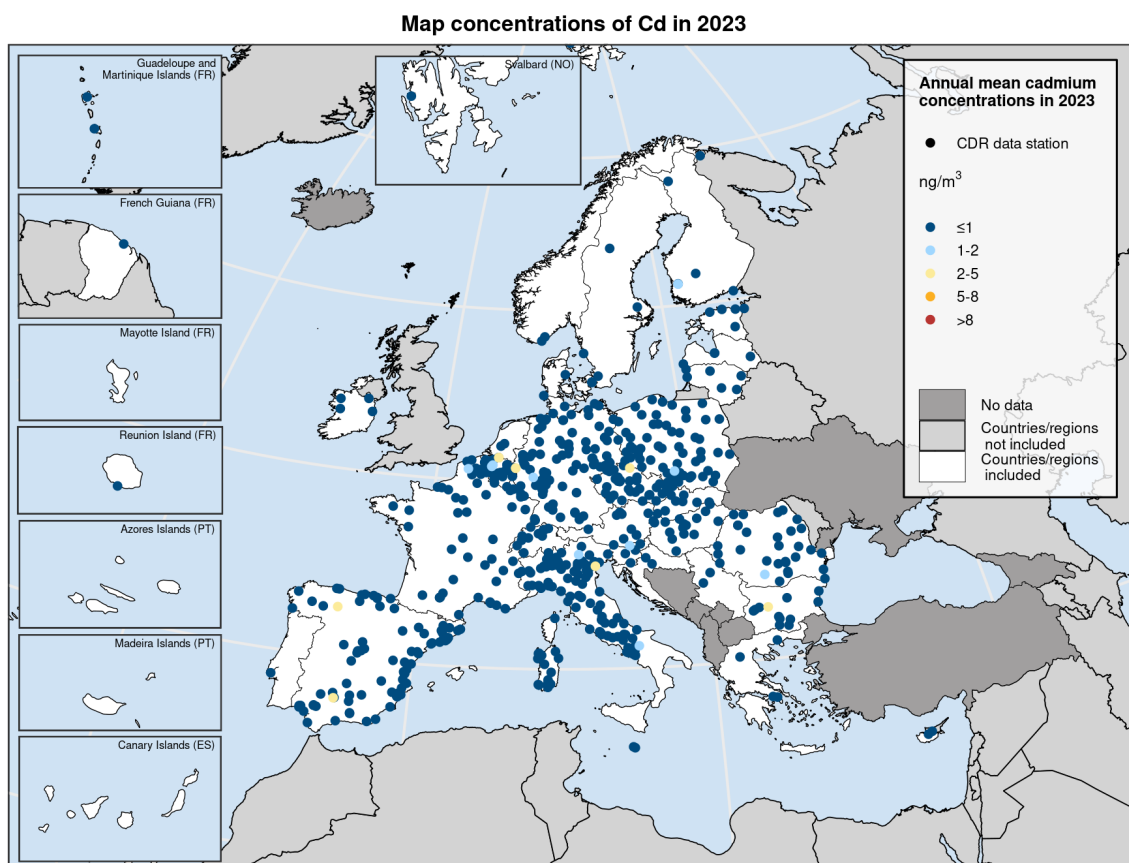 Map concentrations of Cd in 2023
Guadeloupe and
Martinique Islands (FR)
Svalbard (NO)
French Guiana (FR)
Mayotte Island (FR)
Reunion Island (FR)
Azores Islands (PT)
Madeira Islands (PT)
Canary Islands (ES)
Annual mean cadmium
concentrations in 2023
CDR data station
ng/m³
≤1
1-2
2-5
5-8
>8
No data
Countries/regions
not included
Countries/regions
included